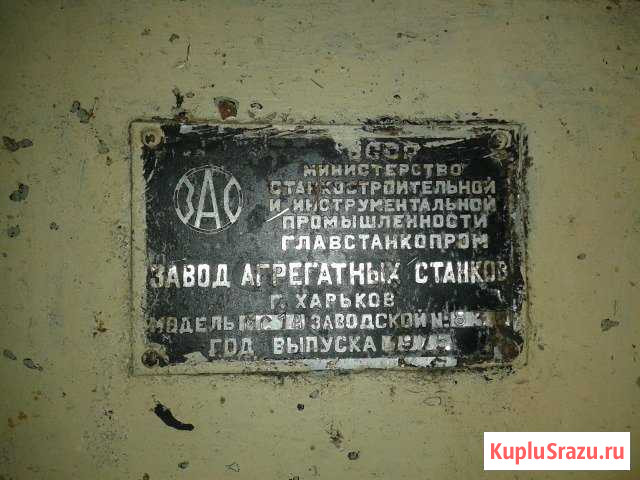 ЗАС
СССР
МИНИСТЕРСТВО
СТАНКОСТРОИТЕЛЬНОЙ
И ИНСТРУМЕНТАЛЬНОЙ
ПРОМЫШЛЕННОСТИ
ГЛАВСТАНКОПРОМ
ЗАВОД АГРЕГАТНЫХ СТАНКОВ
Г. ХАРЬКОВ
МОДЕЛЬ ЗАВОДСКОЙ №
ГОД ВЫПУСКА
KupluSrazu.ru